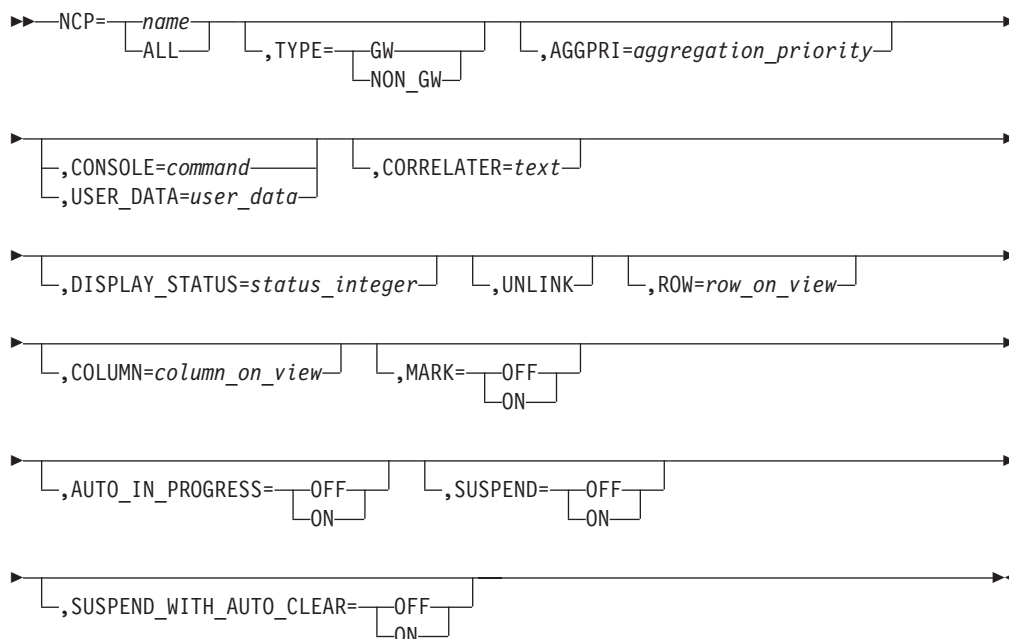 NCP= name ,TYPE= GW ,AGGPRI=aggregation_priority
ALL NON_GW
,CONSOLE=command ,CORRELATER=text
,USER_DATA=user_data
,DISPLAY_STATUS=status_integer ,UNLINK ,ROW=row_on_view
,COLUMN=column_on_view ,MARK= OFF
ON
,AUTO_IN_PROGRESS= OFF ,SUSPEND= OFF
ON ON
,SUSPEND_WITH_AUTO_CLEAR= OFF
ON